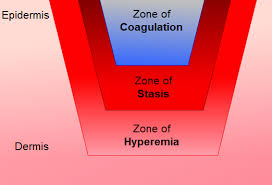 Epidermis
Zone of
Coagulation
Zone of
Stasis
Zone of
Hyperemia
Dermis